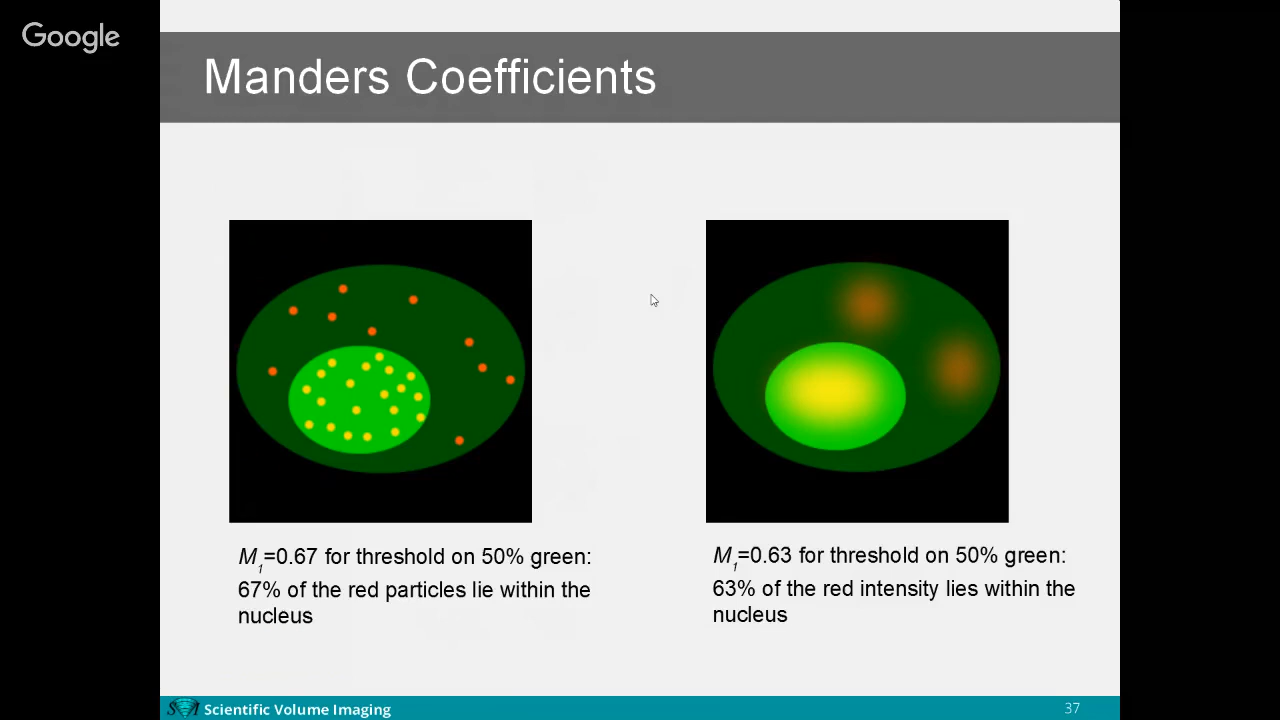 Google
Manders Coefficients
M1=0.67 for threshold on 50% green:
67% of the red particles lie within the
nucleus
M1=0.63 for threshold on 50% green:
63% of the red intensity lies within the
nucleus
SVI Scientific Volume Imaging
37